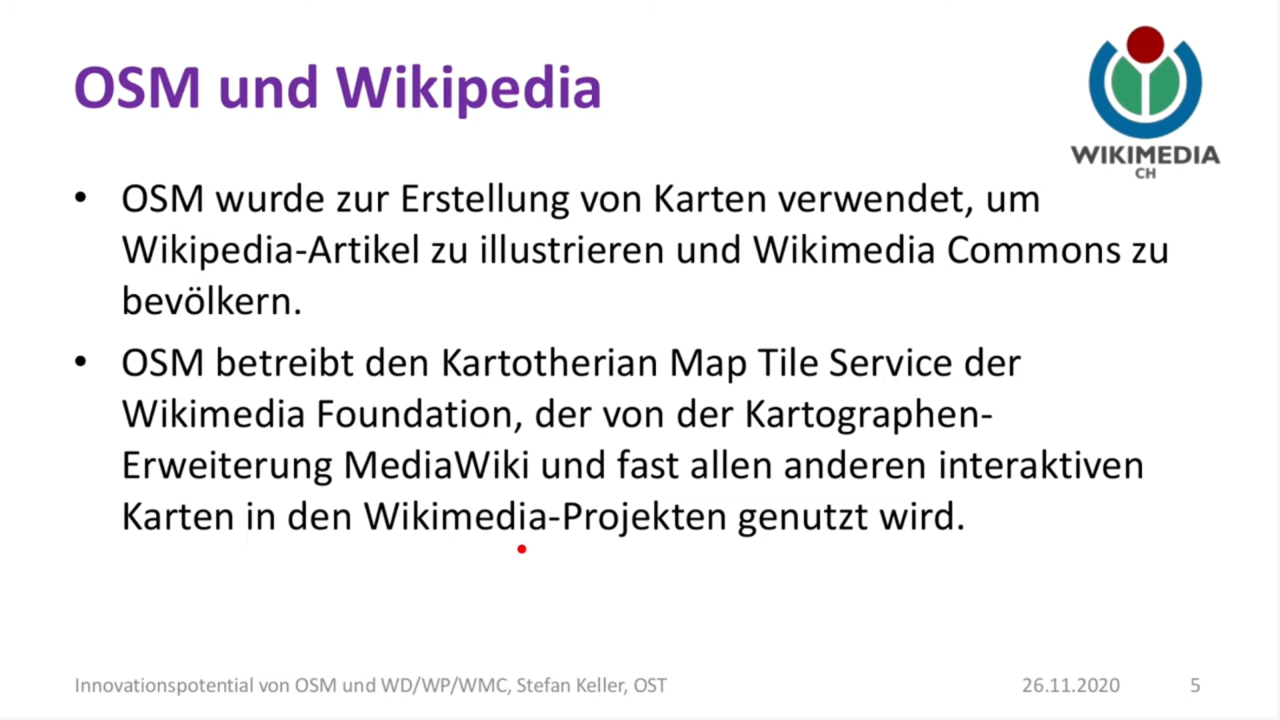 OSM und Wikipedia
WIKIMEDIA
CH
• OSM wurde zur Erstellung von Karten verwendet, um
Wikipedia-Artikel zu illustrieren und Wikimedia Commons zu
bevölkern.
• OSM betreibt den Kartotherian Map Tile Service der
Wikimedia Foundation, der von der Kartographen-
Erweiterung MediaWiki und fast allen anderen interaktiven
Karten in den Wikimedia-Projekten genutzt wird.
Innovationspotential von OSM und WD/WP/WMC, Stefan Keller, OST
26.11.2020
5